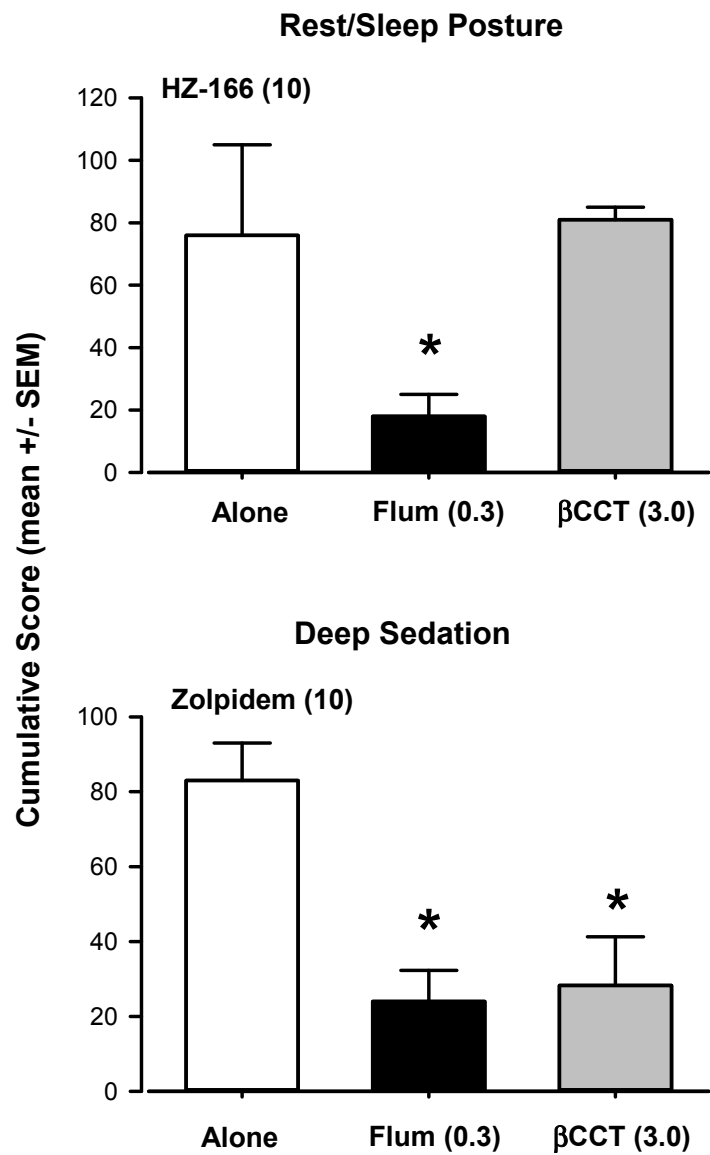 Rest/Sleep Posture
HZ-166 (10)
120
100
80
60
40
20
0
*
Alone
Flum (0.3)
βCCT (3.0)
Cumulative Score (mean +/- SEM)
Deep Sedation
Zolpidem (10)
100
80
60
40
20
0
*
*
Alone
Flum (0.3)
βCCT (3.0)